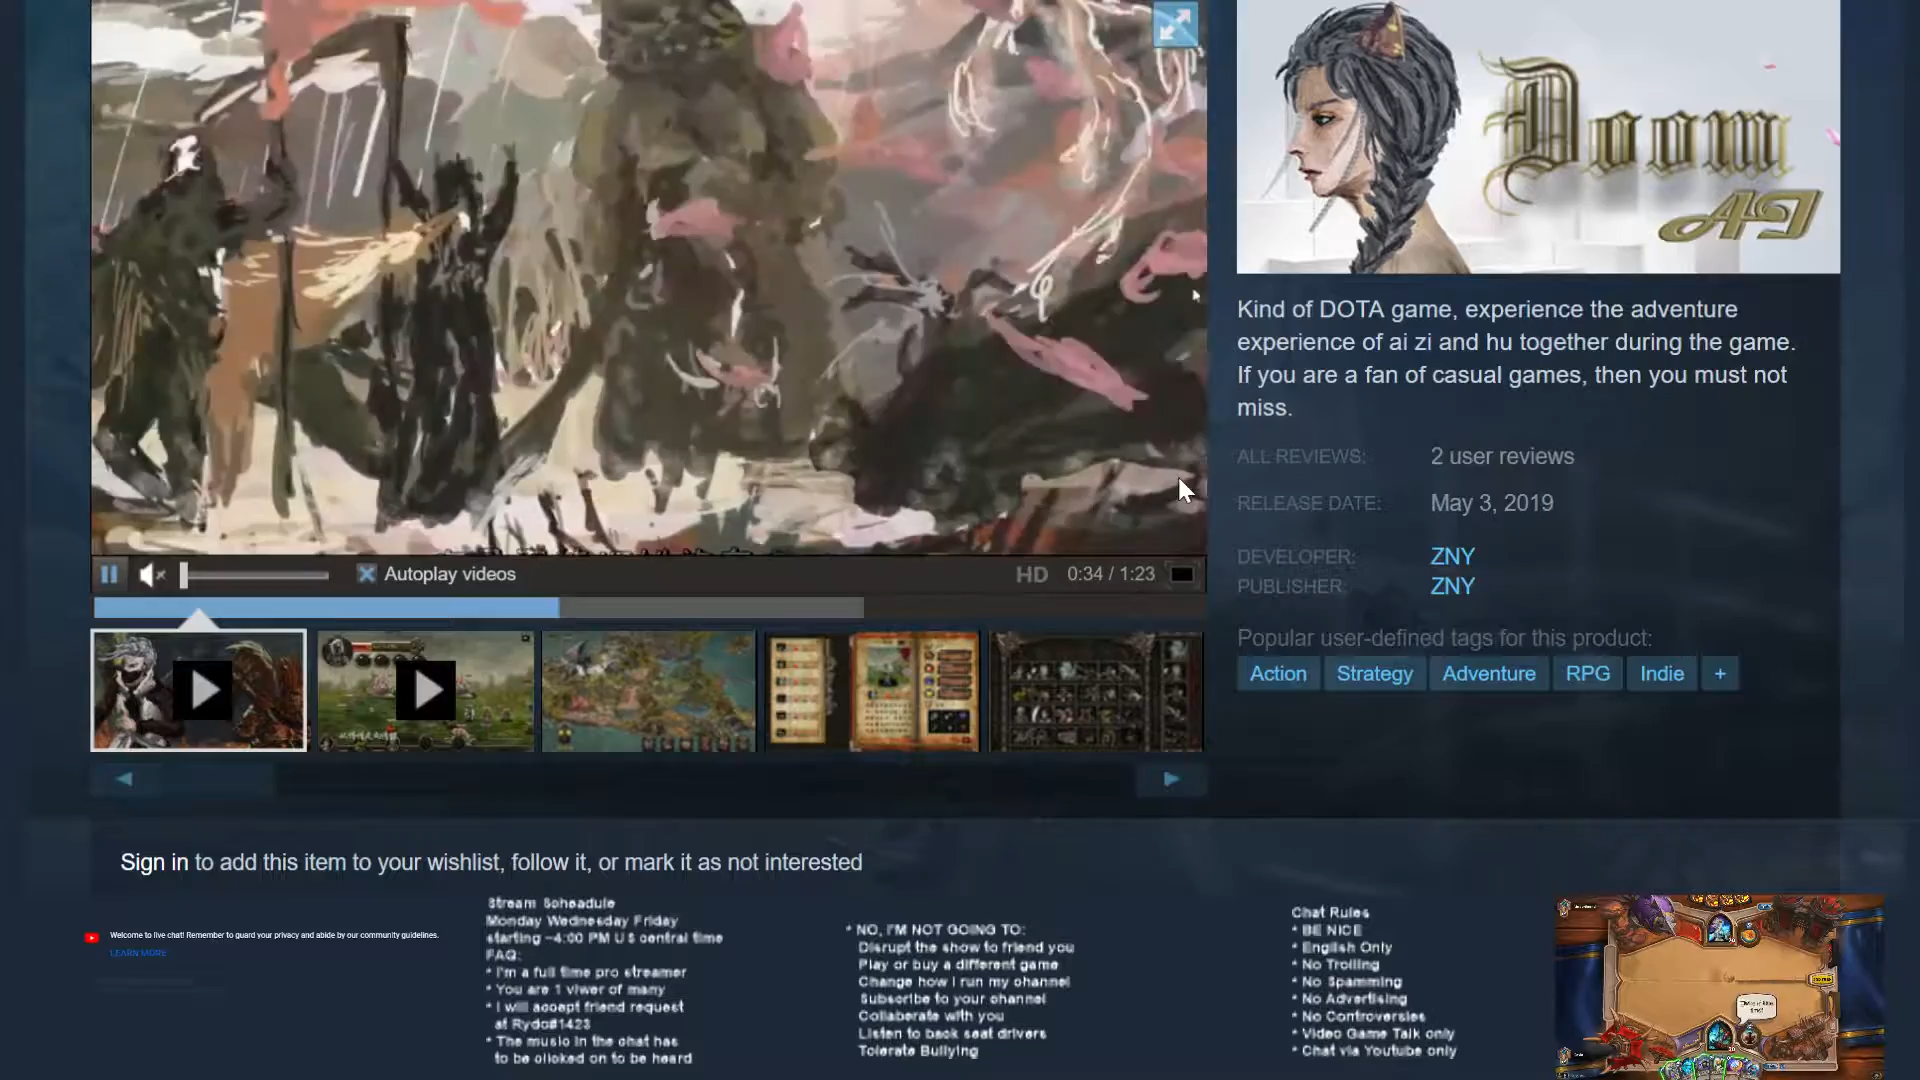 Doom
AI
Kind of DOTA game, experience the adventure
experience of ai zi and hu together during the game.
If you are a fan of casual games, then you must not
miss.
ALL REVIEWS: 2 user reviews
RELEASE DATE: May 3, 2019
DEVELOPER: ZNY
PUBLISHER: ZNY
Popular user-defined tags for this product:
Action Strategy Adventure RPG Indie +
Autoplay videos HD 0:34 / 1:23
Sign in to add this item to your wishlist, follow it, or mark it as not interested
Welcome to live chat! Remember to guard your privacy and abide by our community guidelines.
LEARN MORE
Stream Scheadule
Monday Wednesday Friday
starting ~4:00 PM US central time
FAQ:
* I'm a full time pro streamer
* You are 1 viwer of many
* I will accept friend request
at Rydo#1423
* The music in the chat has
to be clicked on to be heard
* NO, I'M NOT GOING TO:
Disrupt the show to friend you
Play or buy a different game
Change how I run my channel
Subscribe to your channel
Collaberate with you
Listen to back seat drivers
Tolerate Bullying
Chat Rules
* BE NICE
* English Only
* No Trolling
* No Spamming
* No Advertising
* No Controversies
* Video Game Talk only
* Chat via Youtube only